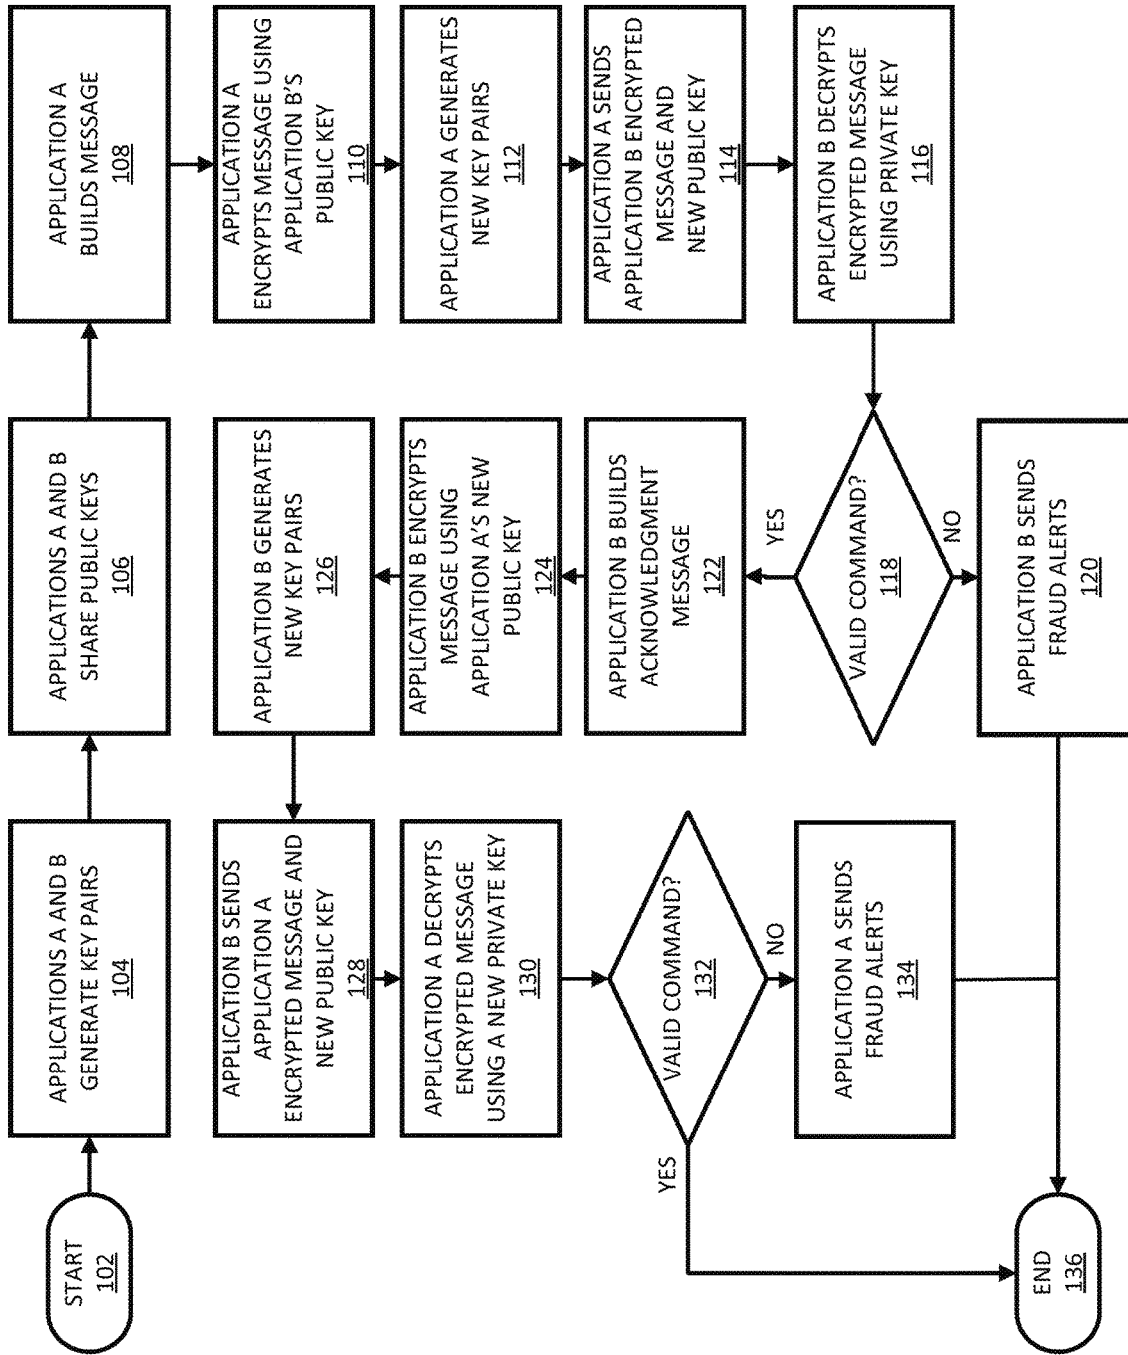 START
102
APPLICATIONS A AND B
GENERATE KEY PAIRS
104
APPLICATIONS A AND B
SHARE PUBLIC KEYS
106
APPLICATION A
BUILDS MESSAGE
108
APPLICATION A
ENCRYPTS MESSAGE USING
APPLICATION B'S
PUBLIC KEY
110
APPLICATION A GENERATES
NEW KEY PAIRS
112
APPLICATION A SENDS
APPLICATION B ENCRYPTED
MESSAGE AND
NEW PUBLIC KEY
114
APPLICATION B DECRYPTS
ENCRYPTED MESSAGE
USING PRIVATE KEY
116
VALID COMMAND?
118
YES
NO
APPLICATION B SENDS
FRAUD ALERTS
120
APPLICATION B BUILDS
ACKNOWLEDGMENT
MESSAGE
122
APPLICATION B ENCRYPTS
MESSAGE USING
APPLICATION A'S NEW
PUBLIC KEY
124
APPLICATION B GENERATES
NEW KEY PAIRS
126
APPLICATION B SENDS
APPLICATION A
ENCRYPTED MESSAGE AND
NEW PUBLIC KEY
128
APPLICATION A DECRYPTS
ENCRYPTED MESSAGE
USING A NEW PRIVATE KEY
130
VALID COMMAND?
132
YES
NO
APPLICATION A SENDS
FRAUD ALERTS
134
END
136